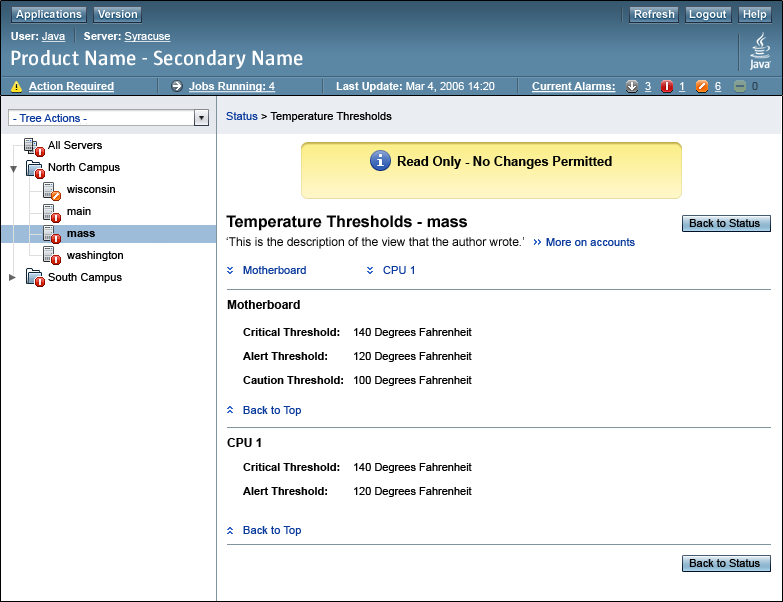 Applications Version Refresh Logout Help
User: Java Server: Syracuse
Product Name - Secondary Name
Java
Action Required Jobs Running: 4 Last Update: Mar 4, 2006 14:20 Current Alarms: 3 1 6 0
- Tree Actions -
Status > Temperature Thresholds
All Servers
North Campus
wisconsin
main
mass
washington
South Campus
Read Only - No Changes Permitted
Temperature Thresholds - mass
Back to Status
‘This is the description of the view that the author wrote.’ More on accounts
Motherboard CPU 1
Motherboard
Critical Threshold: 140 Degrees Fahrenheit
Alert Threshold: 120 Degrees Fahrenheit
Caution Threshold: 100 Degrees Fahrenheit
Back to Top
CPU 1
Critical Threshold: 140 Degrees Fahrenheit
Alert Threshold: 120 Degrees Fahrenheit
Back to Top
Back to Status